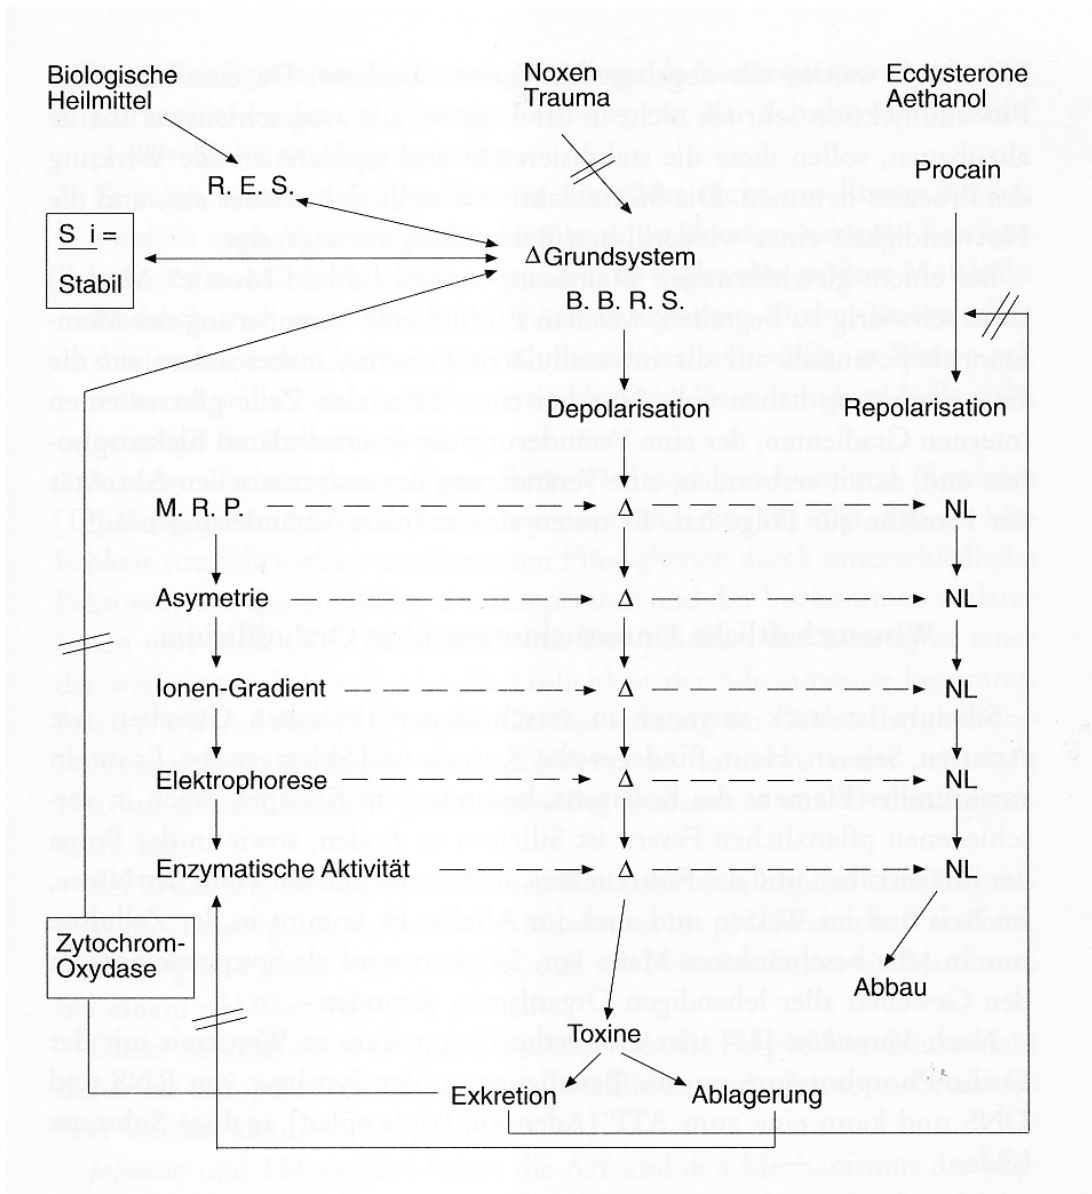 Biologische
Heilmittel
Noxen
Trauma
Ecdysterone
Aethanol
Procain
R. E. S.
S i =
Stabil
ΔGrundsystem
B. B. R. S.
Depolarisation
Repolarisation
M. R. P.
Δ
NL
Asymetrie
Δ
NL
Ionen-Gradient
Δ
NL
Elektrophorese
Δ
NL
Enzymatische Aktivität
Δ
NL
Zytochrom-
Oxydase
Abbau
Toxine
Exkretion
Ablagerung